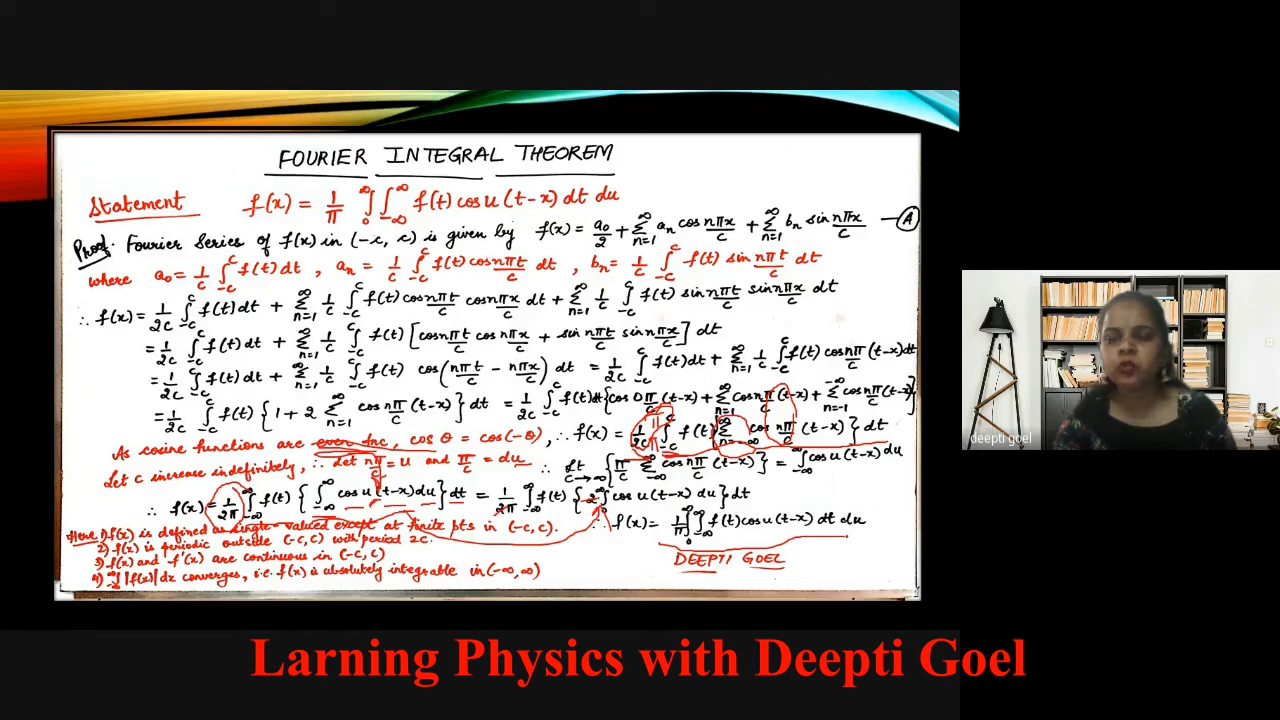 FOURIER INTEGRAL THEOREM
Statement f(x) = 1/π ∫_0^∞ ∫_{-∞}^∞ f(t) cos u (t-x) dt du
Proof. Fourier Series of f(x) in (-c, c) is given by f(x) = a₀/2 + Σ_{n=1}^∞ aₙ cos nπx/c + Σ_{n=1}^∞ bₙ sin nπx/c —Ⓐ
where a₀ = 1/c ∫_{-c}^c f(t) dt , aₙ = 1/c ∫_{-c}^c f(t) cos nπt/c dt , bₙ = 1/c ∫_{-c}^c f(t) sin nπt/c dt
∴ f(x) = 1/2c ∫_{-c}^c f(t) dt + Σ_{n=1}^∞ 1/c ∫_{-c}^c f(t) cos nπt/c cos nπx/c dt + Σ_{n=1}^∞ 1/c ∫_{-c}^c f(t) sin nπt/c sin nπx/c dt
= 1/2c ∫_{-c}^c f(t) dt + Σ_{n=1}^∞ 1/c ∫_{-c}^c f(t) [cos nπt/c cos nπx/c + sin nπt/c sin nπx/c] dt
= 1/2c ∫_{-c}^c f(t) dt + Σ_{n=1}^∞ 1/c ∫_{-c}^c f(t) cos(nπt/c - nπx/c) dt = 1/2c ∫_{-c}^c f(t) dt + Σ_{n=1}^∞ 1/c ∫_{-c}^c f(t) cos nπ/c (t-x) dt
= 1/2c ∫_{-c}^c f(t) {1 + 2 Σ_{n=1}^∞ cos nπ/c (t-x)} dt = 1/2c ∫_{-c}^c f(t) dt {cos 0π/c (t-x) + Σ_{n=1}^∞ cos nπ/c (t-x) + Σ_{n=-1}^{-∞} cos nπ/c (t-x)}
As cosine functions are even fnc, cos θ = cos(-θ), ∴ f(x) = 1/2c ∫_{-c}^c f(t) {Σ_{n=-∞}^∞ cos nπ/c (t-x)} dt
Let c increase indefinitely, ∴ let nπ/c = u and π/c = du ∴ Lt_{c→∞} {π/c Σ_{-∞}^∞ cos nπ/c (t-x)} = ∫_{-∞}^∞ cos u (t-x) du
∴ f(x) = 1/2π ∫_{-∞}^∞ f(t) {∫_{-∞}^∞ cos u (t-x) du} dt = 1/2π ∫_{-∞}^∞ f(t) {2 ∫_0^∞ cos u (t-x) du} dt
∴ f(x) = 1/π ∫_0^∞ ∫_{-∞}^∞ f(t) cos u (t-x) dt du
Here 1) f(x) is defined as single-valued except at finite pts in (-c, c).
2) f(x) is periodic outside (-c, c) with period 2c.
3) f(x) and f'(x) are continuous in (-c, c)
4) ∫_{-∞}^∞ |f(x)| dx converges, i.e. f(x) is absolutely integrable in (-∞, ∞)
DEEPTI GOEL
deepti goel
Larning Physics with Deepti Goel